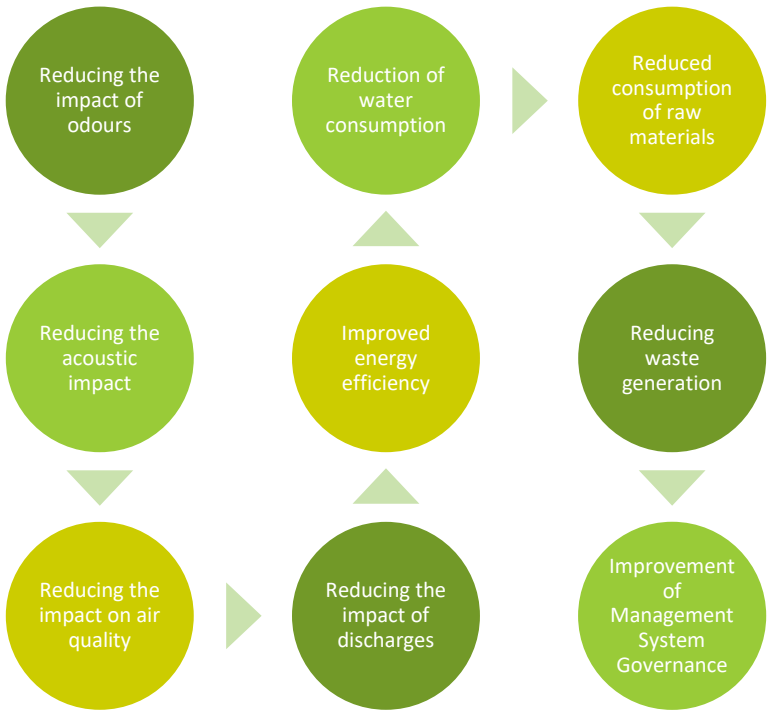 Reducing the
impact of
odours
Reducing the
acoustic
impact
Reducing the
impact on air
quality
Reducing the
impact of
discharges
Improved
energy
efficiency
Reduction of
water
consumption
Reduced
consumption
of raw
materials
Reducing
waste
generation
Improvement
of
Management
System
Governance